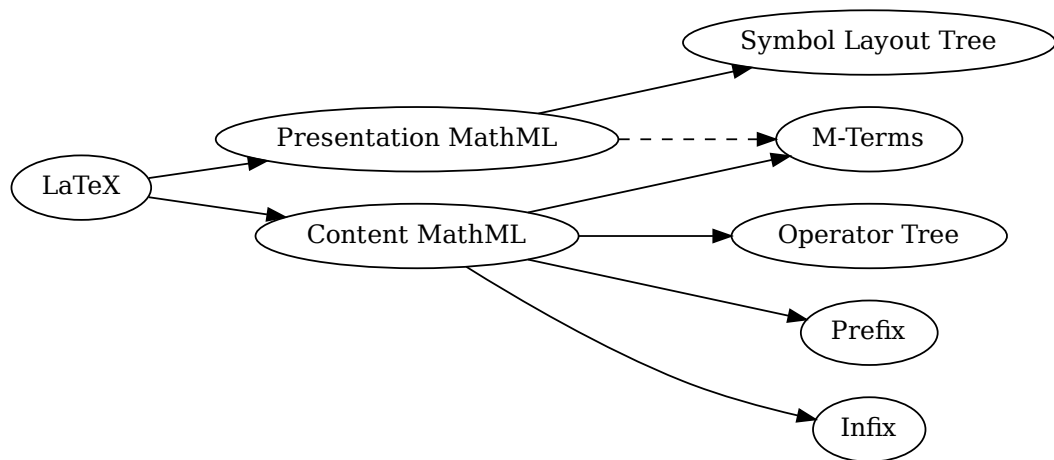 Symbol Layout Tree
Presentation MathML
M-Terms
LaTeX
Content MathML
Operator Tree
Prefix
Infix